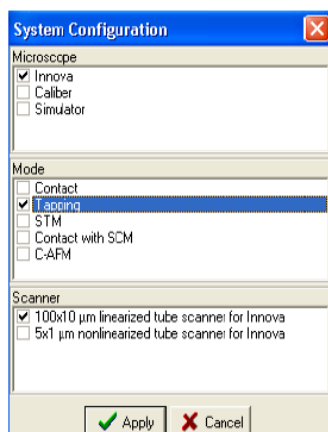 System Configuration
Microscope
Innova
Caliber
Simulator
Mode
Contact
Tapping
STM
Contact with SCM
C-AFM
Scanner
100x10 µm linearized tube scanner for Innova
5x1 µm nonlinearized tube scanner for Innova
Apply Cancel